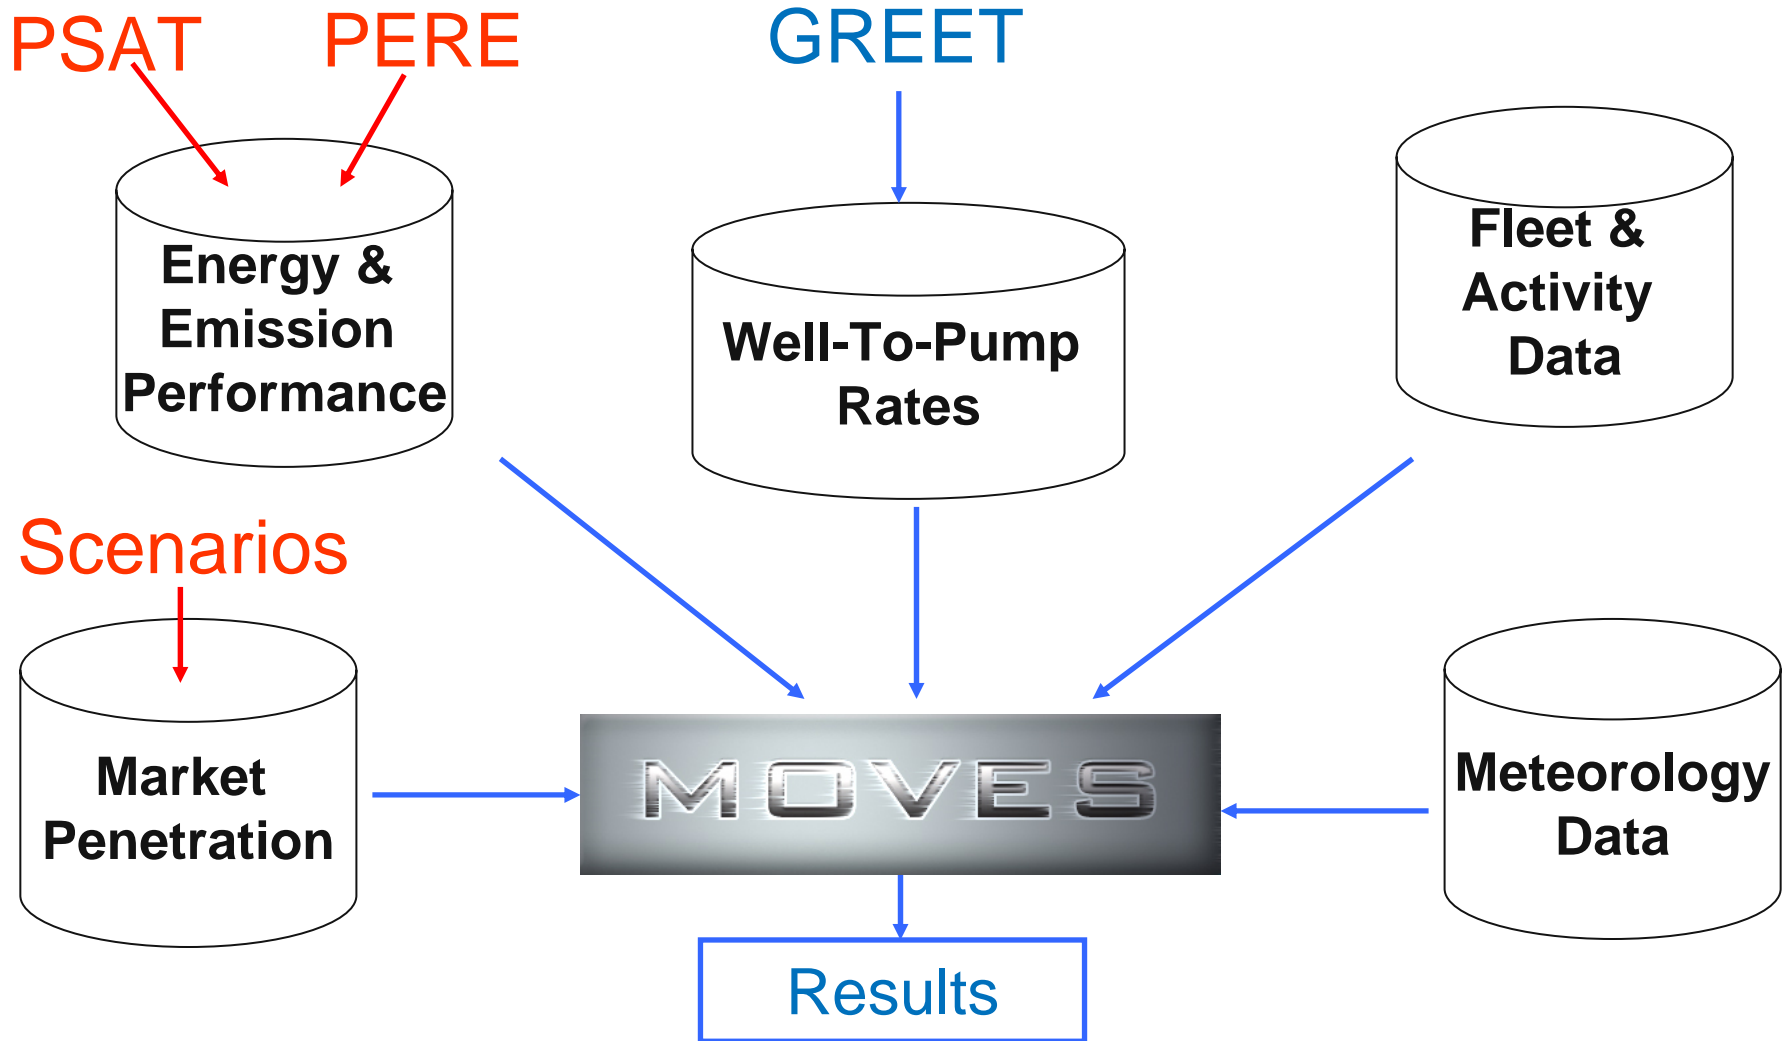 PSAT
PERE
GREET
Energy &
Emission
Performance
Well-To-Pump
Rates
Fleet &
Activity
Data
Scenarios
Market
Penetration
MOVES
Meteorology
Data
Results